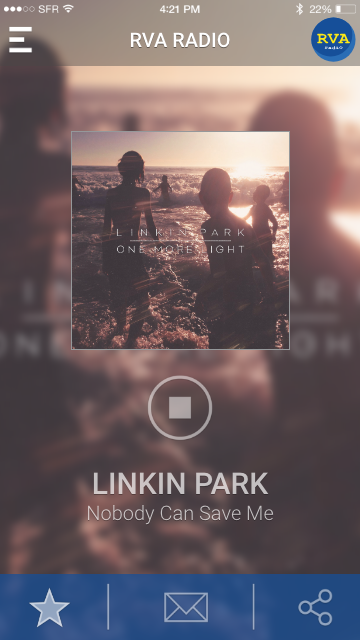 SFR 4:21 PM 22%
RVA RADIO
RVA
RADIO
LINKIN PARK
ONE MORE LIGHT
LINKIN PARK
Nobody Can Save Me